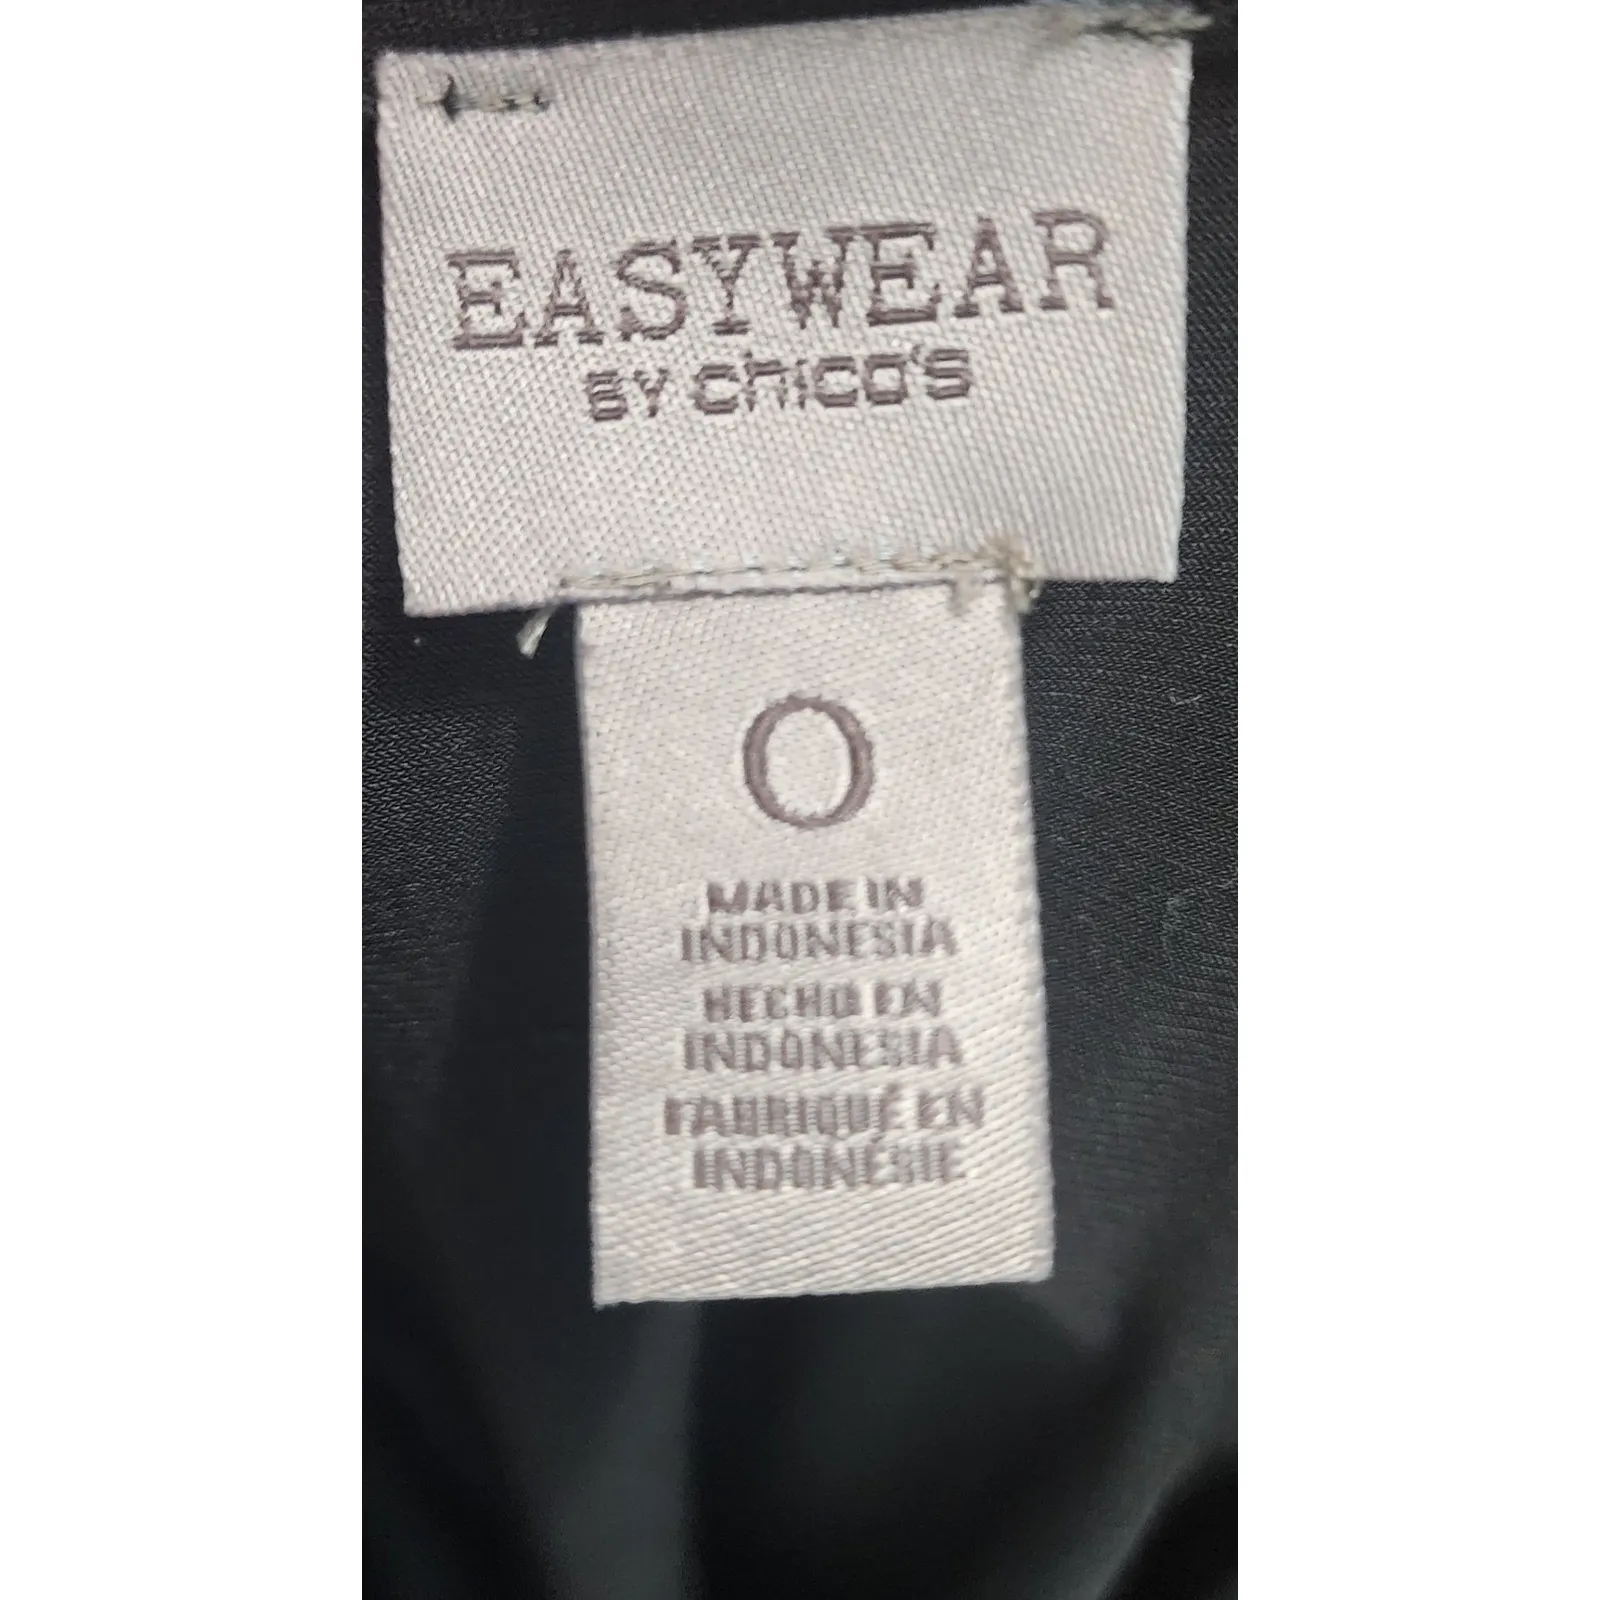 EASYWEAR
BY chico's
0
MADE IN
INDONESIA
HECHO EN
INDONESIA
FABRIQUÉ EN
INDONÉSIE